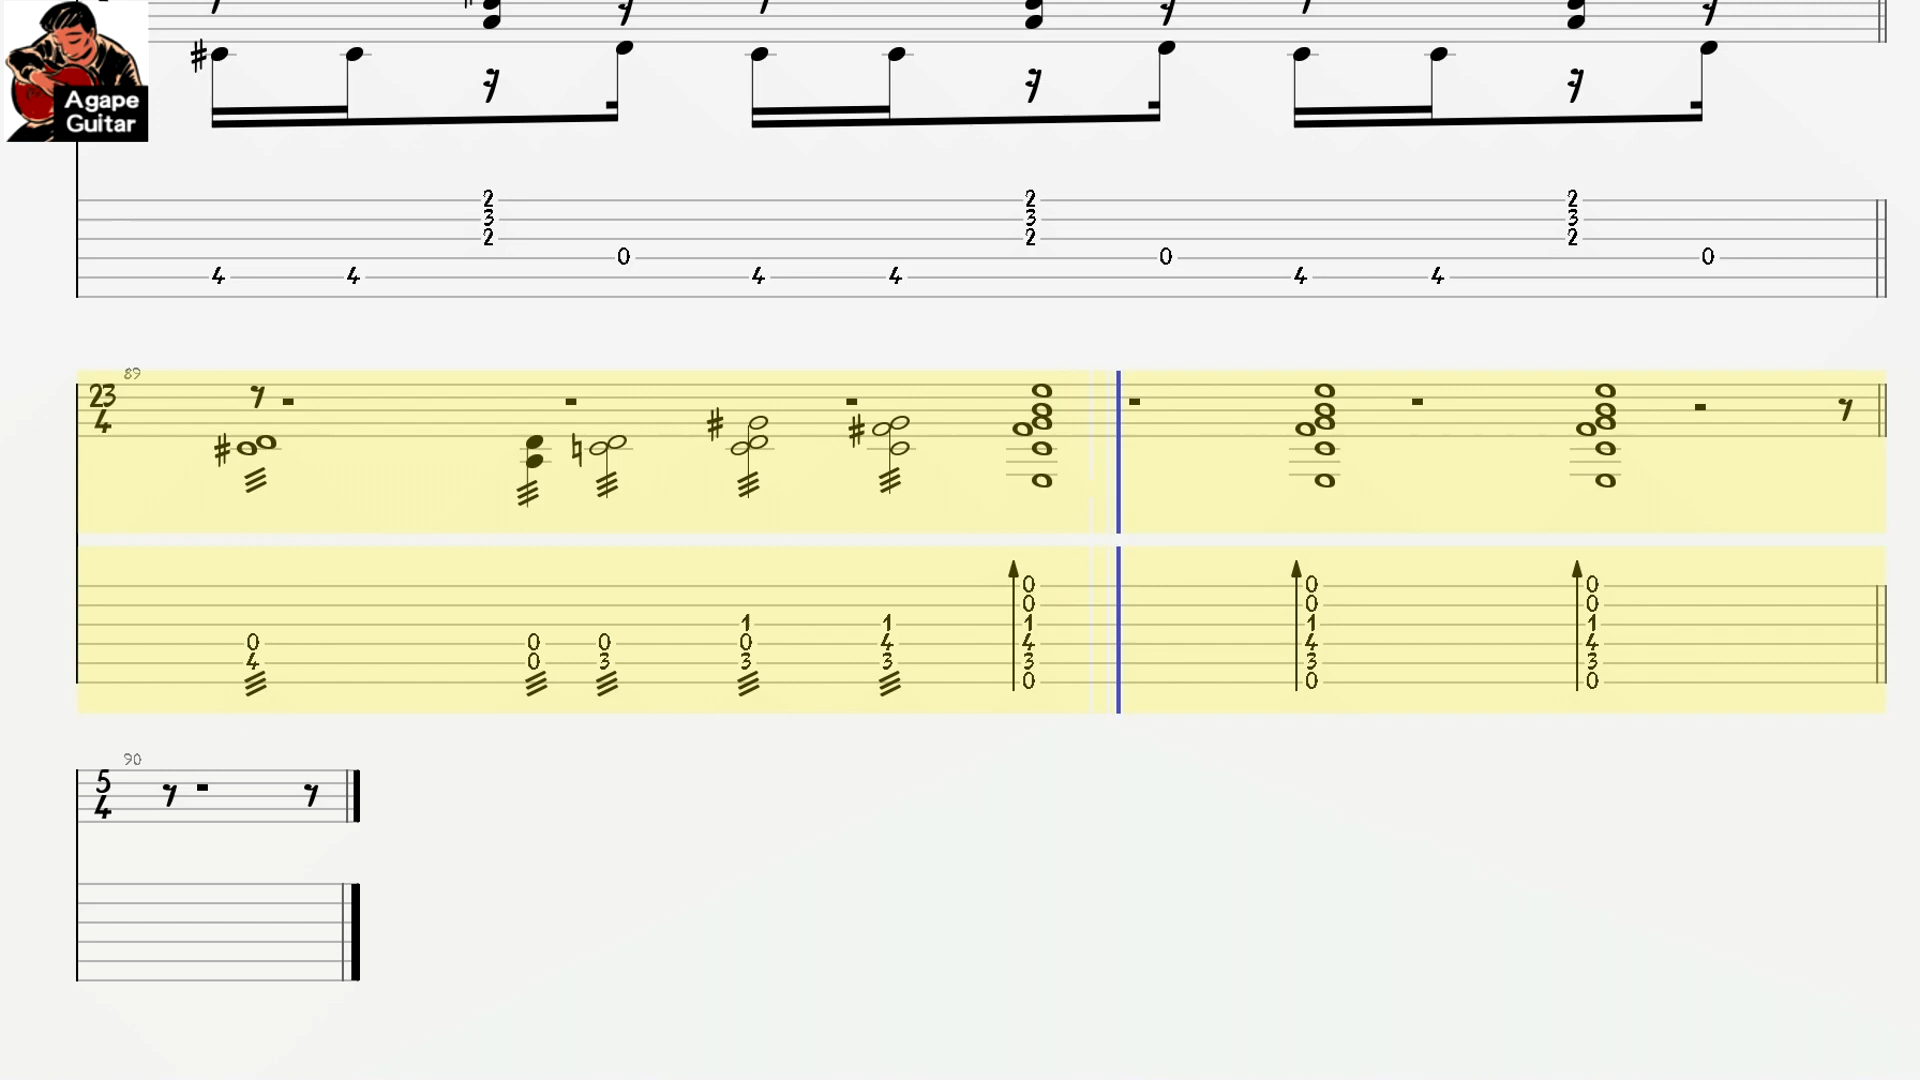 Agape
Guitar
2 2 2
3 3 3
2 2 2
0 0 0
4 4 4 4 4 4
89
23
4
0 0 0
0 0 0
1 1 1 1 1
0 0 0 0 4 4 4 4
4 0 3 3 3 3 3 3
0 0 0
90
5
4